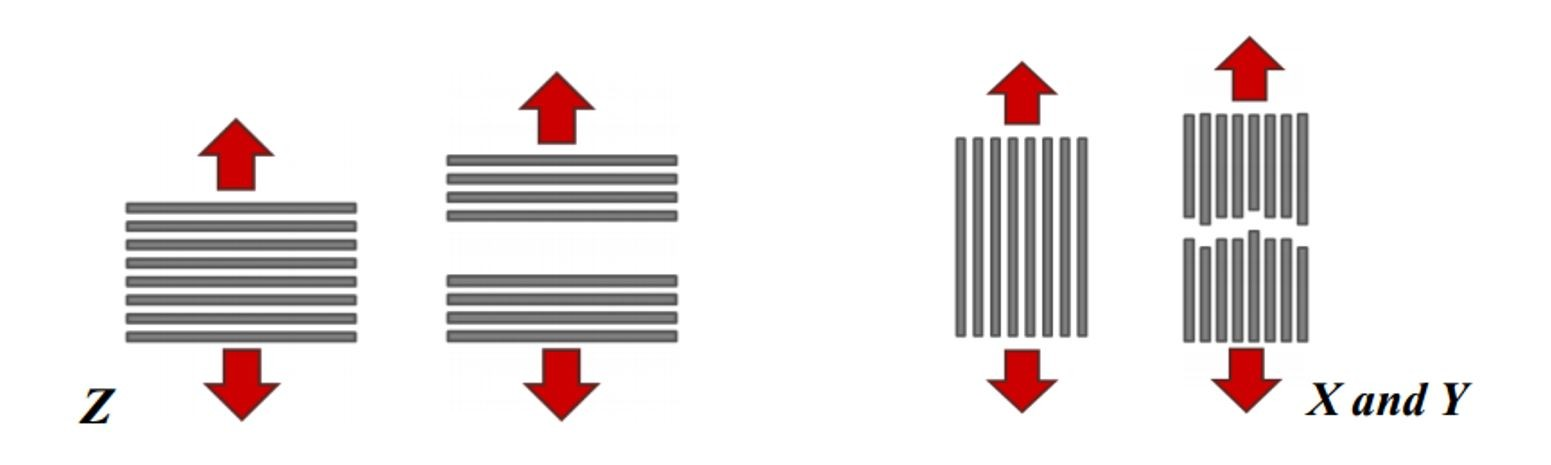 Z
X and Y